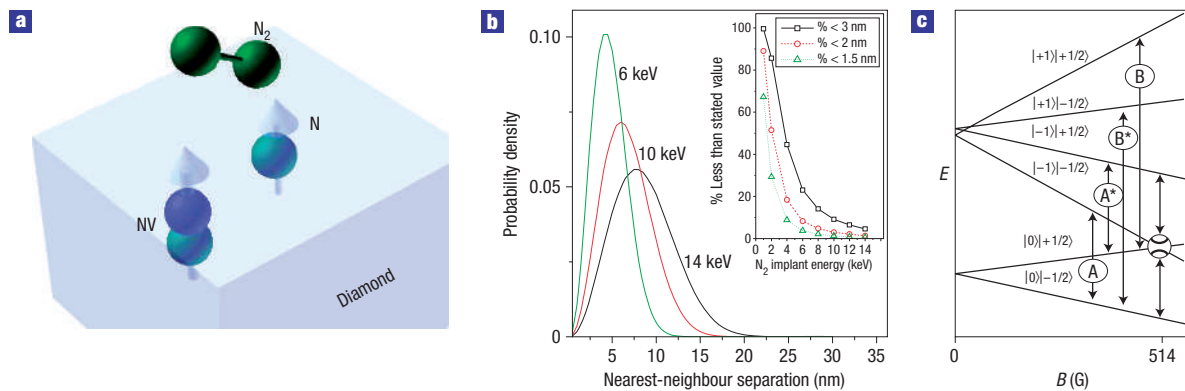 a
N₂
N
NV
Diamond
b
Probability density
0.10
0.05
0
6 keV
10 keV
14 keV
5 10 15 20 25 30 35
Nearest-neighbour separation (nm)
% Less than stated value
100
80
60
40
20
0
% < 3 nm
% < 2 nm
% < 1.5 nm
0 2 4 6 8 10 12 14
N₂ implant energy (keV)
c
E
|+1⟩|+1/2⟩
|+1⟩|−1/2⟩
|−1⟩|+1/2⟩
|−1⟩|−1/2⟩
|0⟩|+1/2⟩
|0⟩|−1/2⟩
B
B*
A*
A
0 514
B (G)